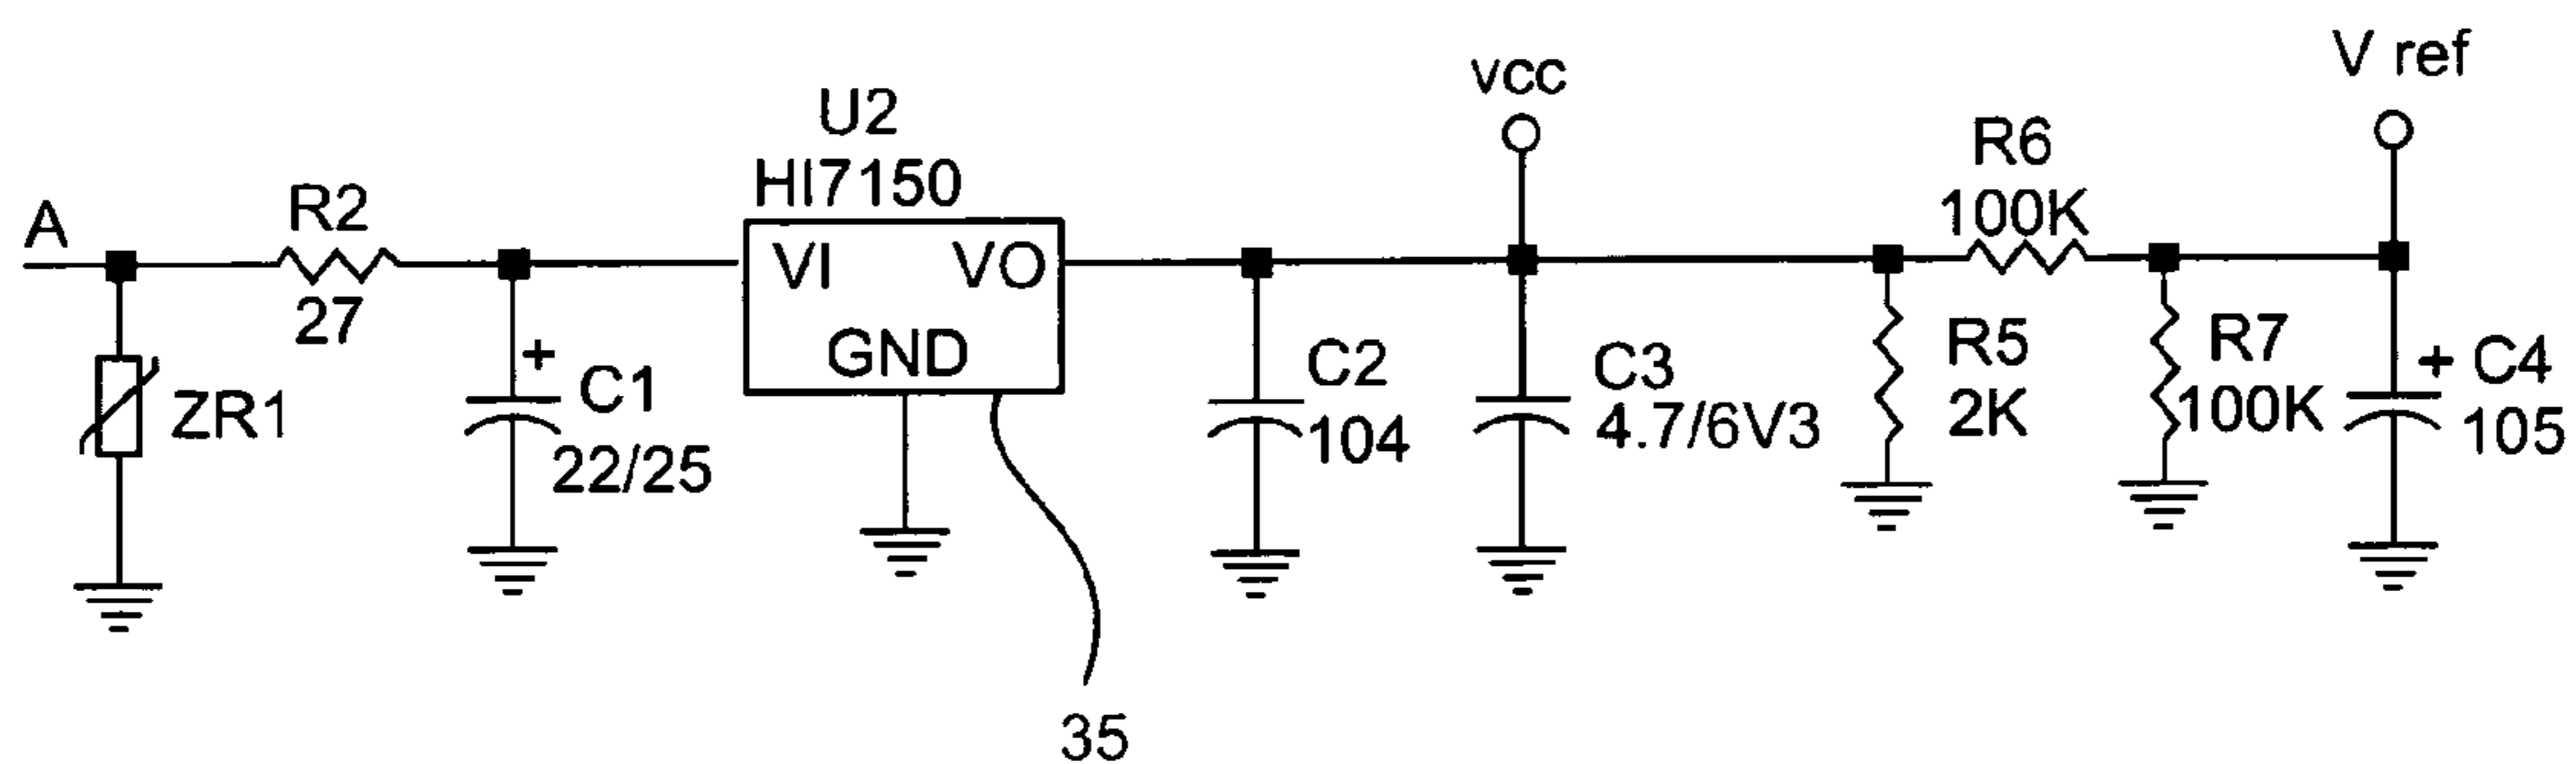 A
R2
27
ZR1
+
C1
22/25
U2
HI7150
VI VO
GND
35
C2
104
vcc
C3
4.7/6V3
R6
100K
R5
2K
R7
100K
V ref
+ C4
105